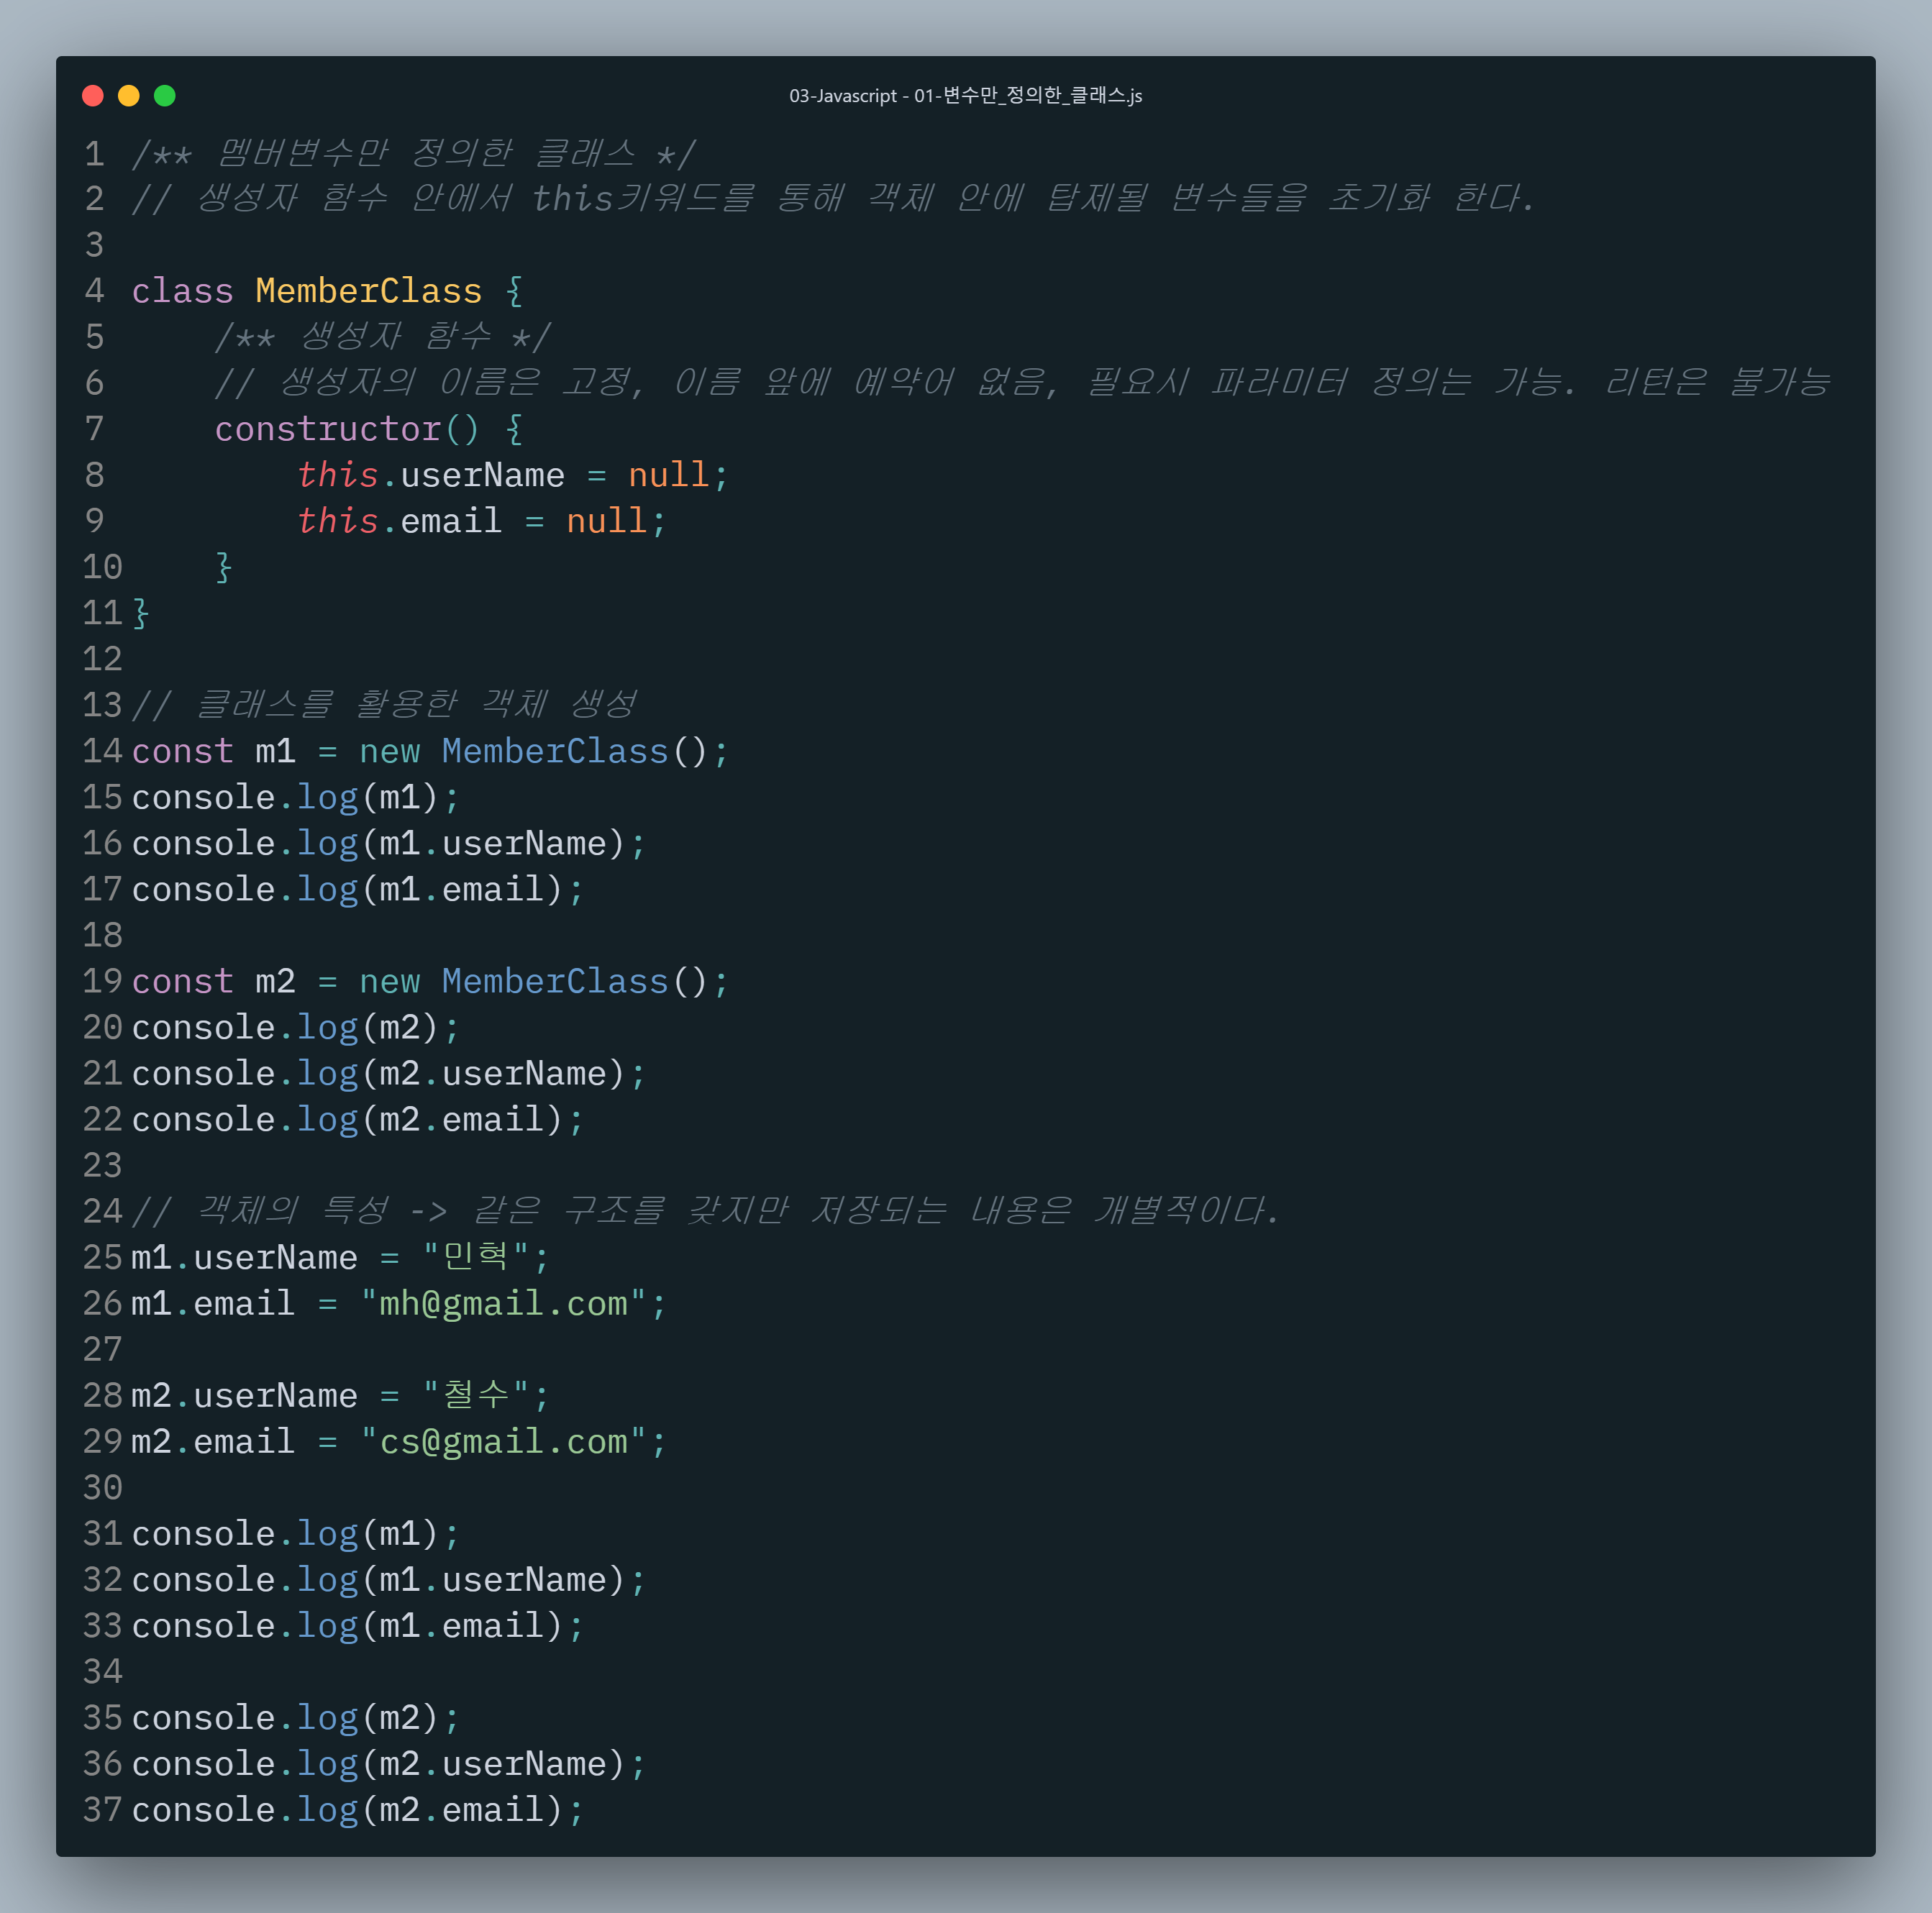 03-Javascript - 01-변수만_정의한_클래스.js
1 /** 멤버변수만 정의한 클래스 */
2 // 생성자 함수 안에서 this키워드를 통해 객체 안에 탑제될 변수들을 초기화 한다.
3
4 class MemberClass {
5     /** 생성자 함수 */
6     // 생성자의 이름은 고정, 이름 앞에 예약어 없음, 필요시 파라미터 정의는 가능. 리턴은 불가능
7     constructor() {
8         this.userName = null;
9         this.email = null;
10     }
11 }
12
13 // 클래스를 활용한 객체 생성
14 const m1 = new MemberClass();
15 console.log(m1);
16 console.log(m1.userName);
17 console.log(m1.email);
18
19 const m2 = new MemberClass();
20 console.log(m2);
21 console.log(m2.userName);
22 console.log(m2.email);
23
24 // 객체의 특성 -> 같은 구조를 갖지만 저장되는 내용은 개별적이다.
25 m1.userName = "민혁";
26 m1.email = "mh@gmail.com";
27
28 m2.userName = "철수";
29 m2.email = "cs@gmail.com";
30
31 console.log(m1);
32 console.log(m1.userName);
33 console.log(m1.email);
34
35 console.log(m2);
36 console.log(m2.userName);
37 console.log(m2.email);